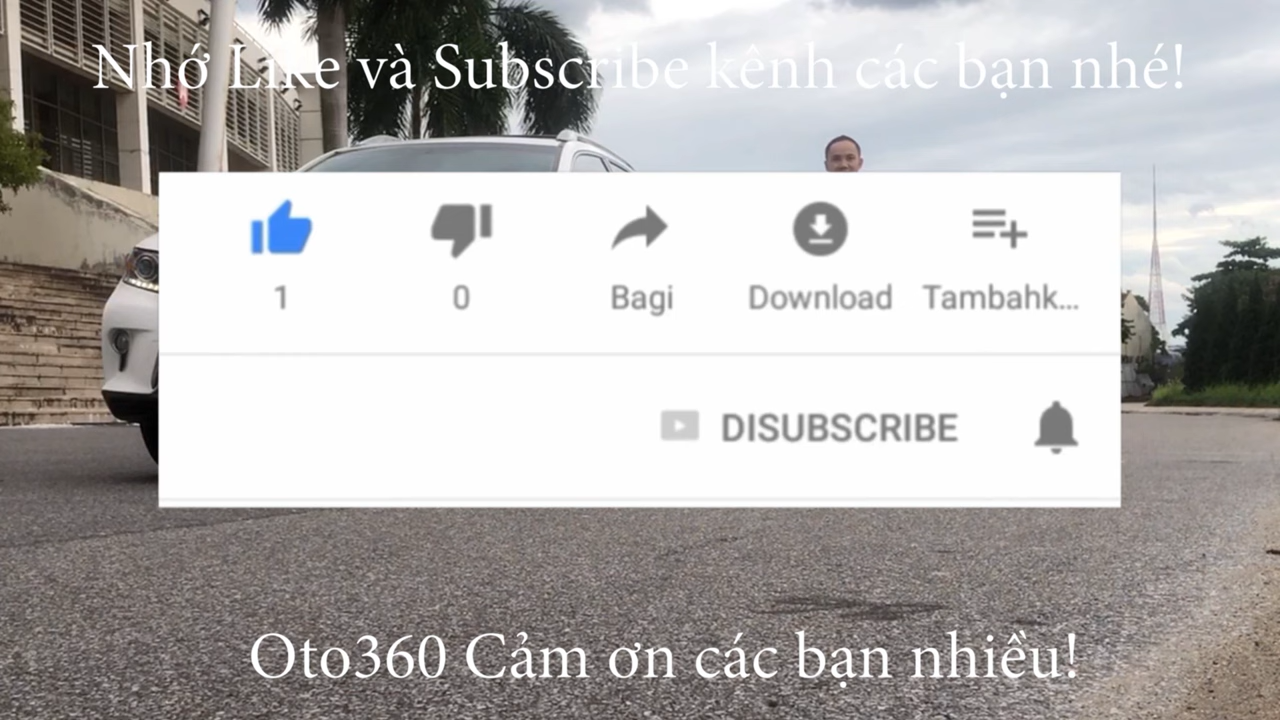 Nhớ Like và Subscribe kênh các bạn nhé!
1 0 Bagi Download Tambahk...
DISUBSCRIBE
Oto360 Cảm ơn các bạn nhiều!